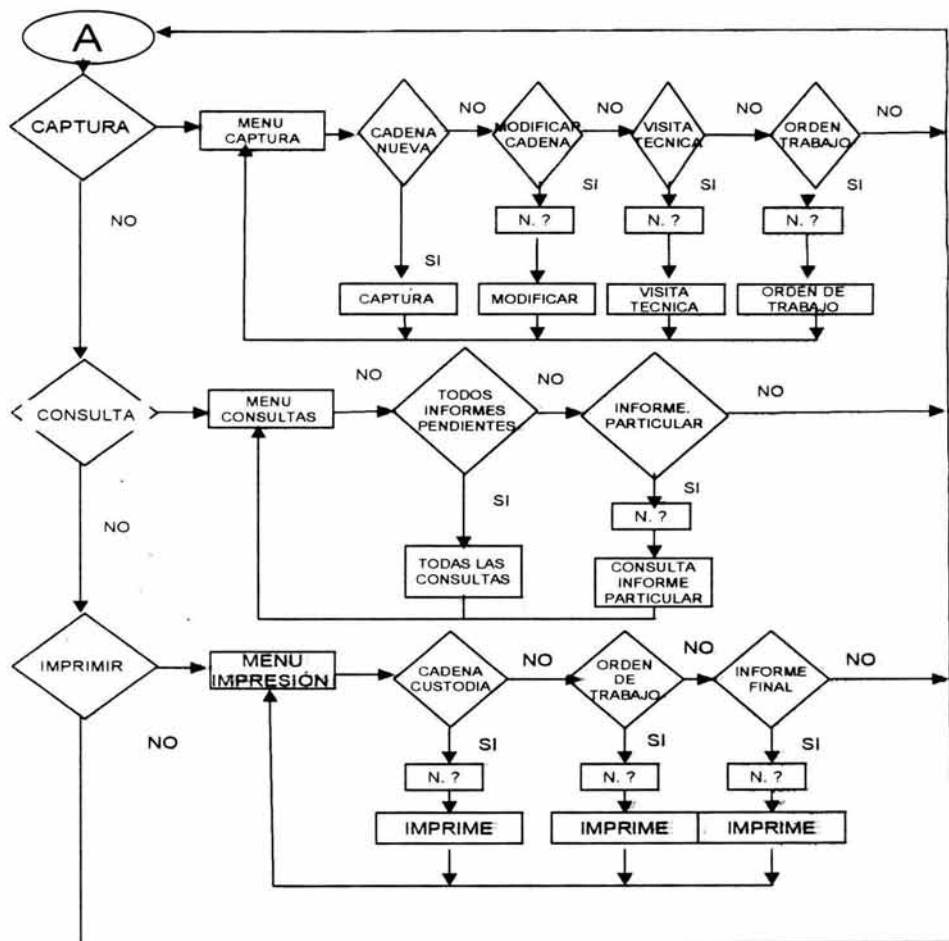 A
CAPTURA
MENU
CAPTURA
CADENA
NUEVA
NO
MODIFICAR
CADENA
NO
VISITA
TECNICA
NO
ORDEN
TRABAJO
NO
NO
SI
SI
SI
SI
N. ?
N. ?
N. ?
CAPTURA
MODIFICAR
VISITA
TECNICA
ORDEN DE
TRABAJO
CONSULTA
MENU
CONSULTAS
NO
TODOS
INFORMES
PENDIENTES
NO
INFORME.
PARTICULAR
NO
NO
SI
SI
N. ?
TODAS LAS
CONSULTAS
CONSULTA
INFORME
PARTICULAR
IMPRIMIR
MENU
IMPRESIÓN
CADENA
CUSTODIA
NO
ORDEN
DE
TRABAJO
NO
INFORME
FINAL
NO
NO
SI
SI
SI
N. ?
N. ?
N. ?
IMPRIME
IMPRIME
IMPRIME